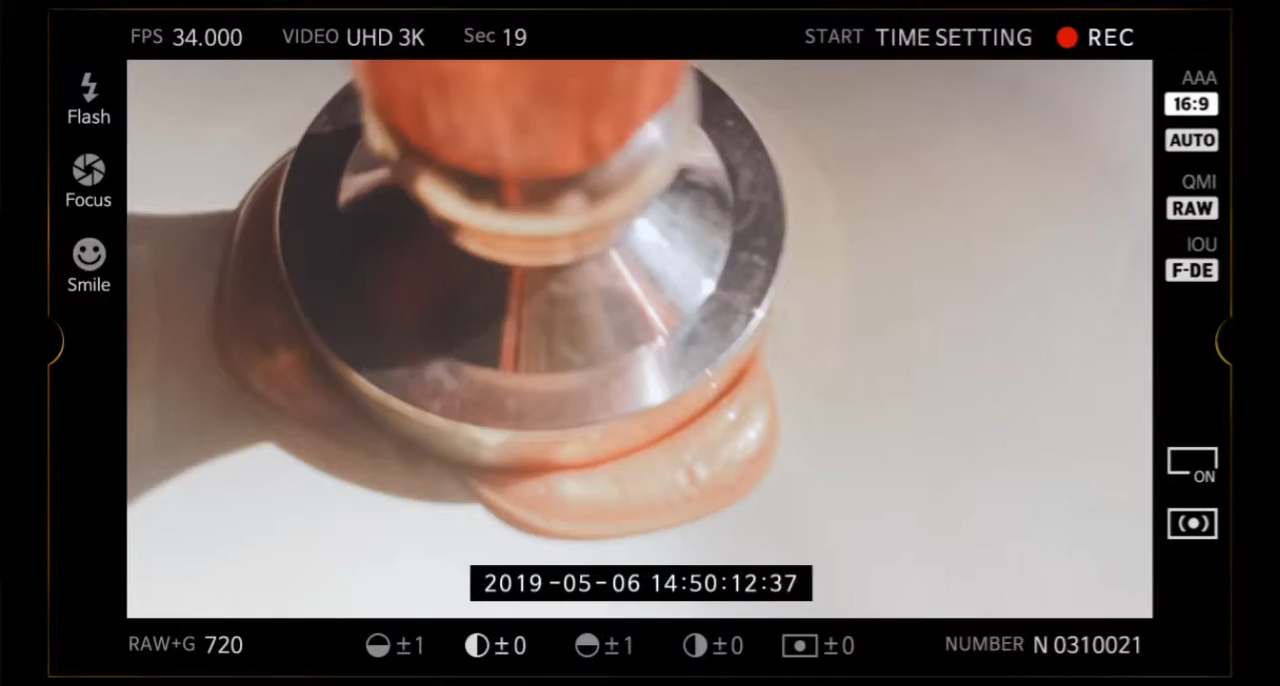 FPS 34.000 VIDEO UHD 3K Sec 19 START TIME SETTING REC
Flash
Focus
Smile
AAA
16:9
AUTO
QMI
RAW
IOU
F-DE
ON
2019-05-06 14:50:12:37
RAW+G 720 ±1 ±0 ±1 ±0 ±0 NUMBER N 0310021